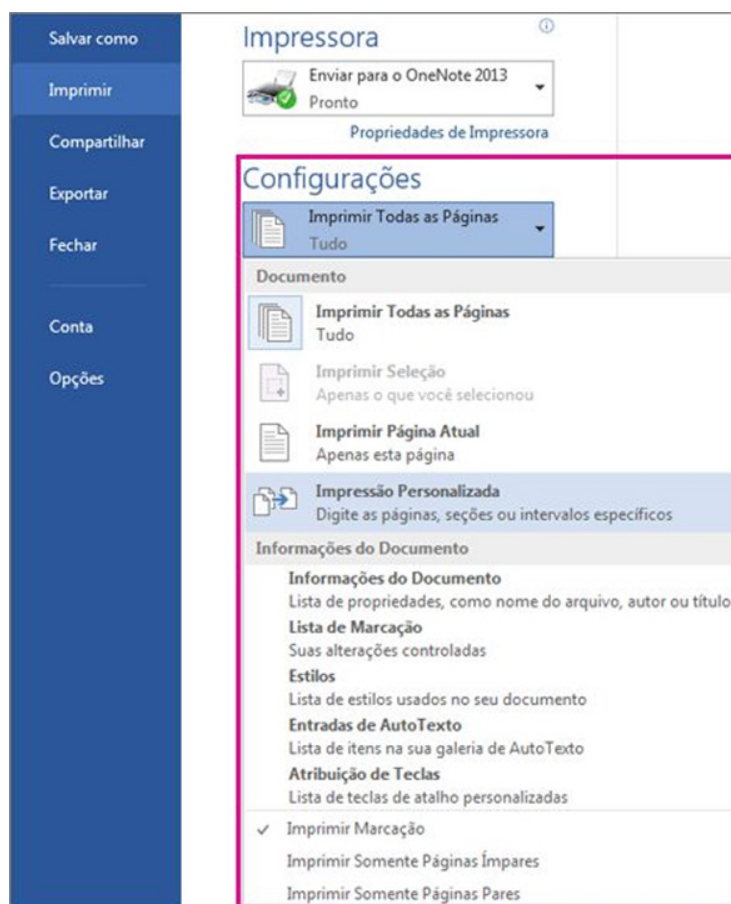 Salvar como
Imprimir
Compartilhar
Exportar
Fechar
Conta
Opções
Impressora
Enviar para o OneNote 2013
Pronto
Propriedades de Impressora
Configurações
Imprimir Todas as Páginas
Tudo
Documento
Imprimir Todas as Páginas
Tudo
Imprimir Seleção
Apenas o que você selecionou
Imprimir Página Atual
Apenas esta página
Impressão Personalizada
Digite as páginas, seções ou intervalos específicos
Informações do Documento
Informações do Documento
Lista de propriedades, como nome do arquivo, autor ou título
Lista de Marcação
Suas alterações controladas
Estilos
Lista de estilos usados no seu documento
Entradas de AutoTexto
Lista de itens na sua galeria de AutoTexto
Atribuição de Teclas
Lista de teclas de atalho personalizadas
Imprimir Marcação
Imprimir Somente Páginas Ímpares
Imprimir Somente Páginas Pares